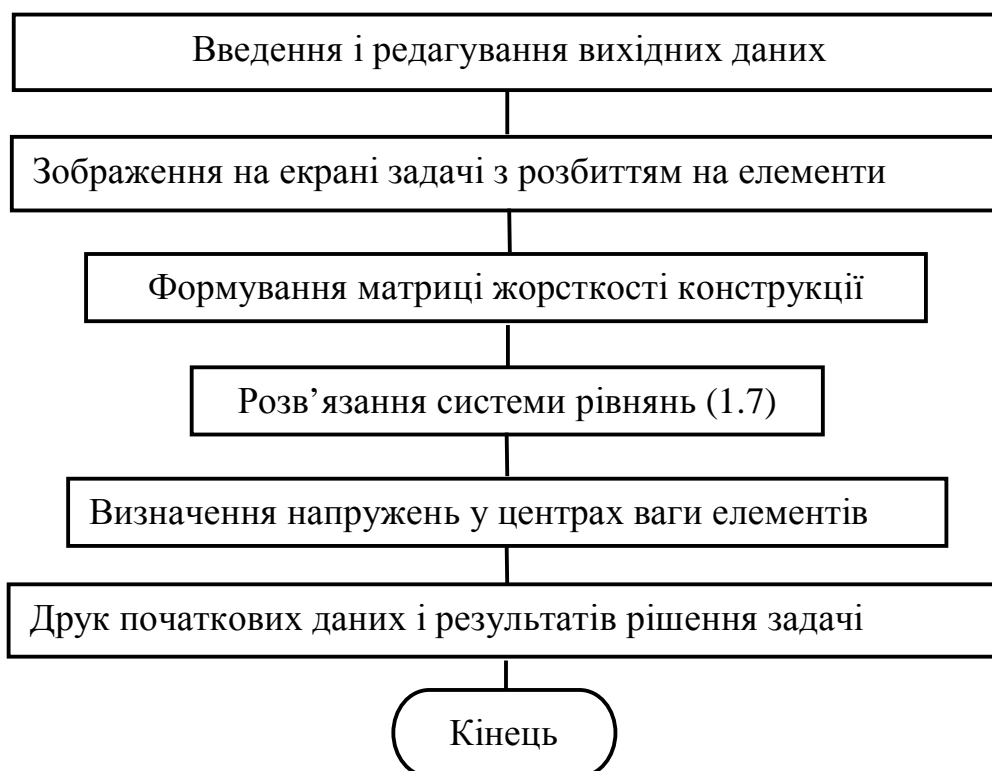 Введення і редагування вихідних даних
Зображення на екрані задачі з розбиттям на елементи
Формування матриці жорсткості конструкції
Розв’язання системи рівнянь (1.7)
Визначення напружень у центрах ваги елементів
Друк початкових даних і результатів рішення задачі
Кінець